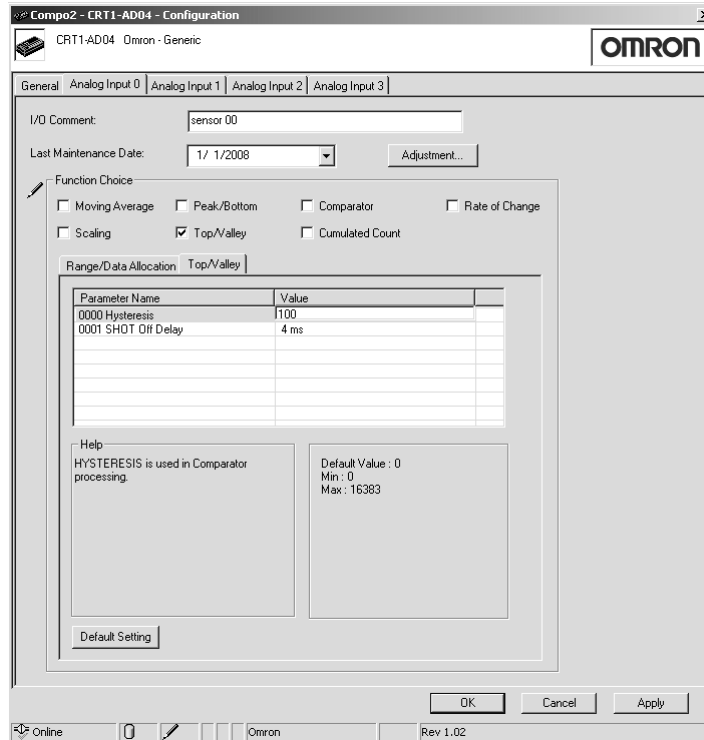 Compo2 - CRT1-AD04 - Configuration
CRT1-AD04 Omron - Generic
OMRON
General Analog Input 0 Analog Input 1 Analog Input 2 Analog Input 3
I/O Comment: sensor 00
Last Maintenance Date: 1/ 1/2008 Adjustment...
Function Choice
Moving Average Peak/Bottom Comparator Rate of Change
Scaling Top/Valley Cumulated Count
Range/Data Allocation Top/Valley
Parameter Name Value
0000 Hysteresis 100
0001 SHOT Off Delay 4 ms
Help
HYSTERESIS is used in Comparator
processing.
Default Value : 0
Min : 0
Max : 16383
Default Setting
OK Cancel Apply
Online Omron Rev 1.02